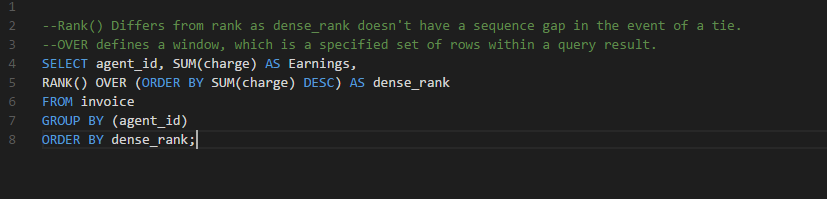 1
2 --Rank() Differs from rank as dense_rank doesn't have a sequence gap in the event of a tie.
3 --OVER defines a window, which is a specified set of rows within a query result.
4 SELECT agent_id, SUM(charge) AS Earnings,
5 RANK() OVER (ORDER BY SUM(charge) DESC) AS dense_rank
6 FROM invoice
7 GROUP BY (agent_id)
8 ORDER BY dense_rank;